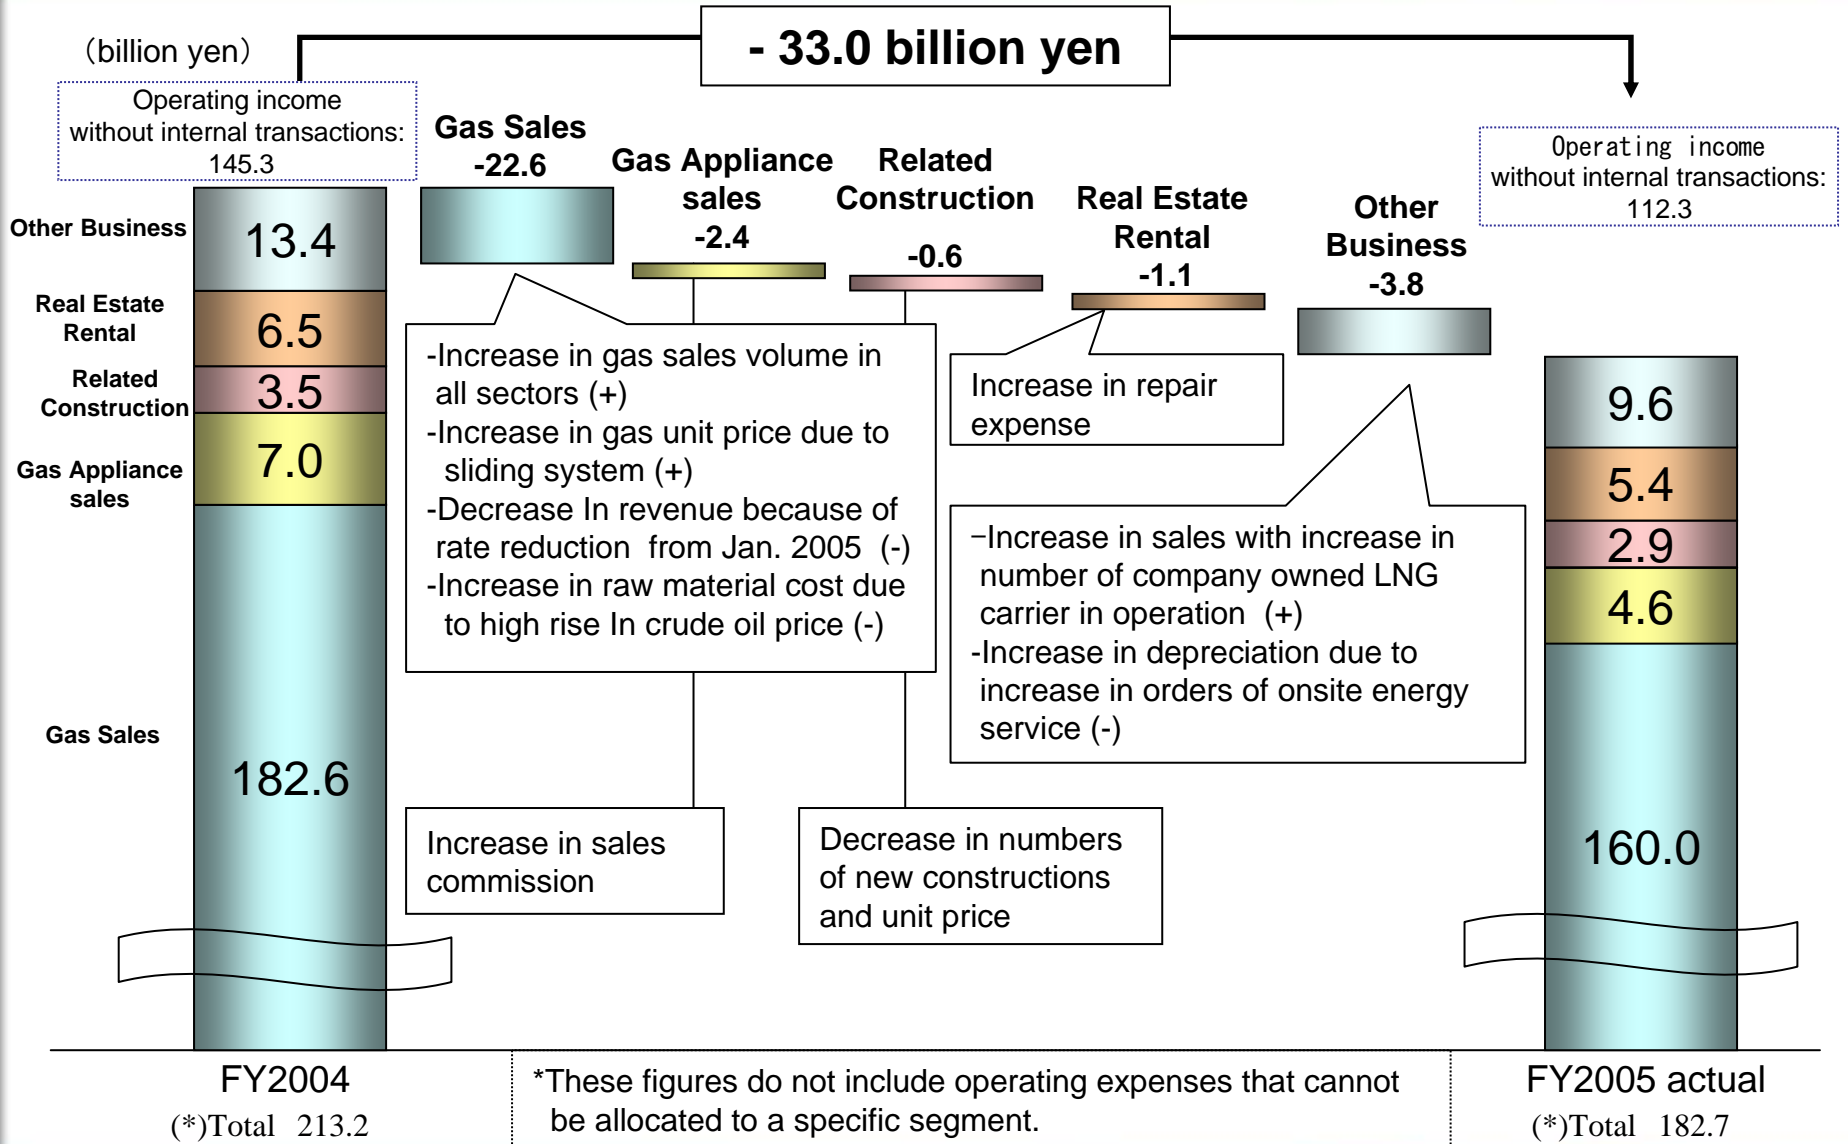 (billion yen)
- 33.0 billion yen
Operating income
without internal transactions:
145.3
Operating income
without internal transactions:
112.3
Gas Sales
-22.6
Gas Appliance
sales
-2.4
Related
Construction
-0.6
Real Estate
Rental
-1.1
Other
Business
-3.8
Other Business
Real Estate
Rental
Related
Construction
Gas Appliance
sales
Gas Sales
13.4
6.5
3.5
7.0
182.6
-Increase in gas sales volume in
all sectors (+)
-Increase in gas unit price due to
sliding system (+)
-Decrease In revenue because of
rate reduction from Jan. 2005 (-)
-Increase in raw material cost due
to high rise In crude oil price (-)
Increase in repair
expense
-Increase in sales with increase in
number of company owned LNG
carrier in operation (+)
-Increase in depreciation due to
increase in orders of onsite energy
service (-)
Increase in sales
commission
Decrease in numbers
of new constructions
and unit price
9.6
5.4
2.9
4.6
160.0
FY2004
(*)Total 213.2
*These figures do not include operating expenses that cannot
be allocated to a specific segment.
FY2005 actual
(*)Total 182.7